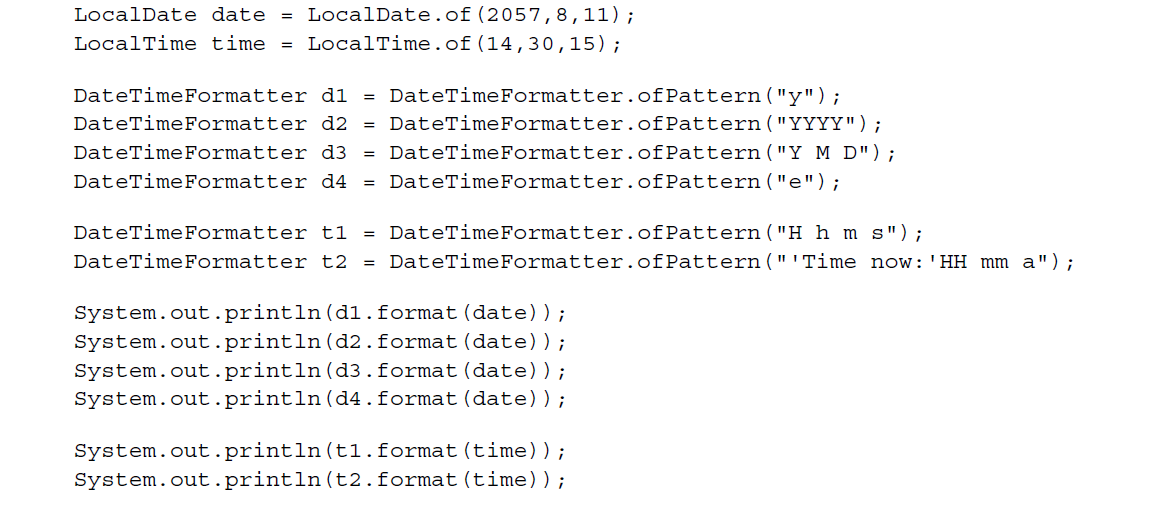 LocalDate date = LocalDate.of(2057,8,11);
LocalTime time = LocalTime.of(14,30,15);
DateTimeFormatter d1 = DateTimeFormatter.ofPattern("y");
DateTimeFormatter d2 = DateTimeFormatter.ofPattern("YYYY");
DateTimeFormatter d3 = DateTimeFormatter.ofPattern("Y M D");
DateTimeFormatter d4 = DateTimeFormatter.ofPattern("e");
DateTimeFormatter t1 = DateTimeFormatter.ofPattern("H h m s");
DateTimeFormatter t2 = DateTimeFormatter.ofPattern("'Time now:'HH mm a");
System.out.println(d1.format(date));
System.out.println(d2.format(date));
System.out.println(d3.format(date));
System.out.println(d4.format(date));
System.out.println(t1.format(time));
System.out.println(t2.format(time));